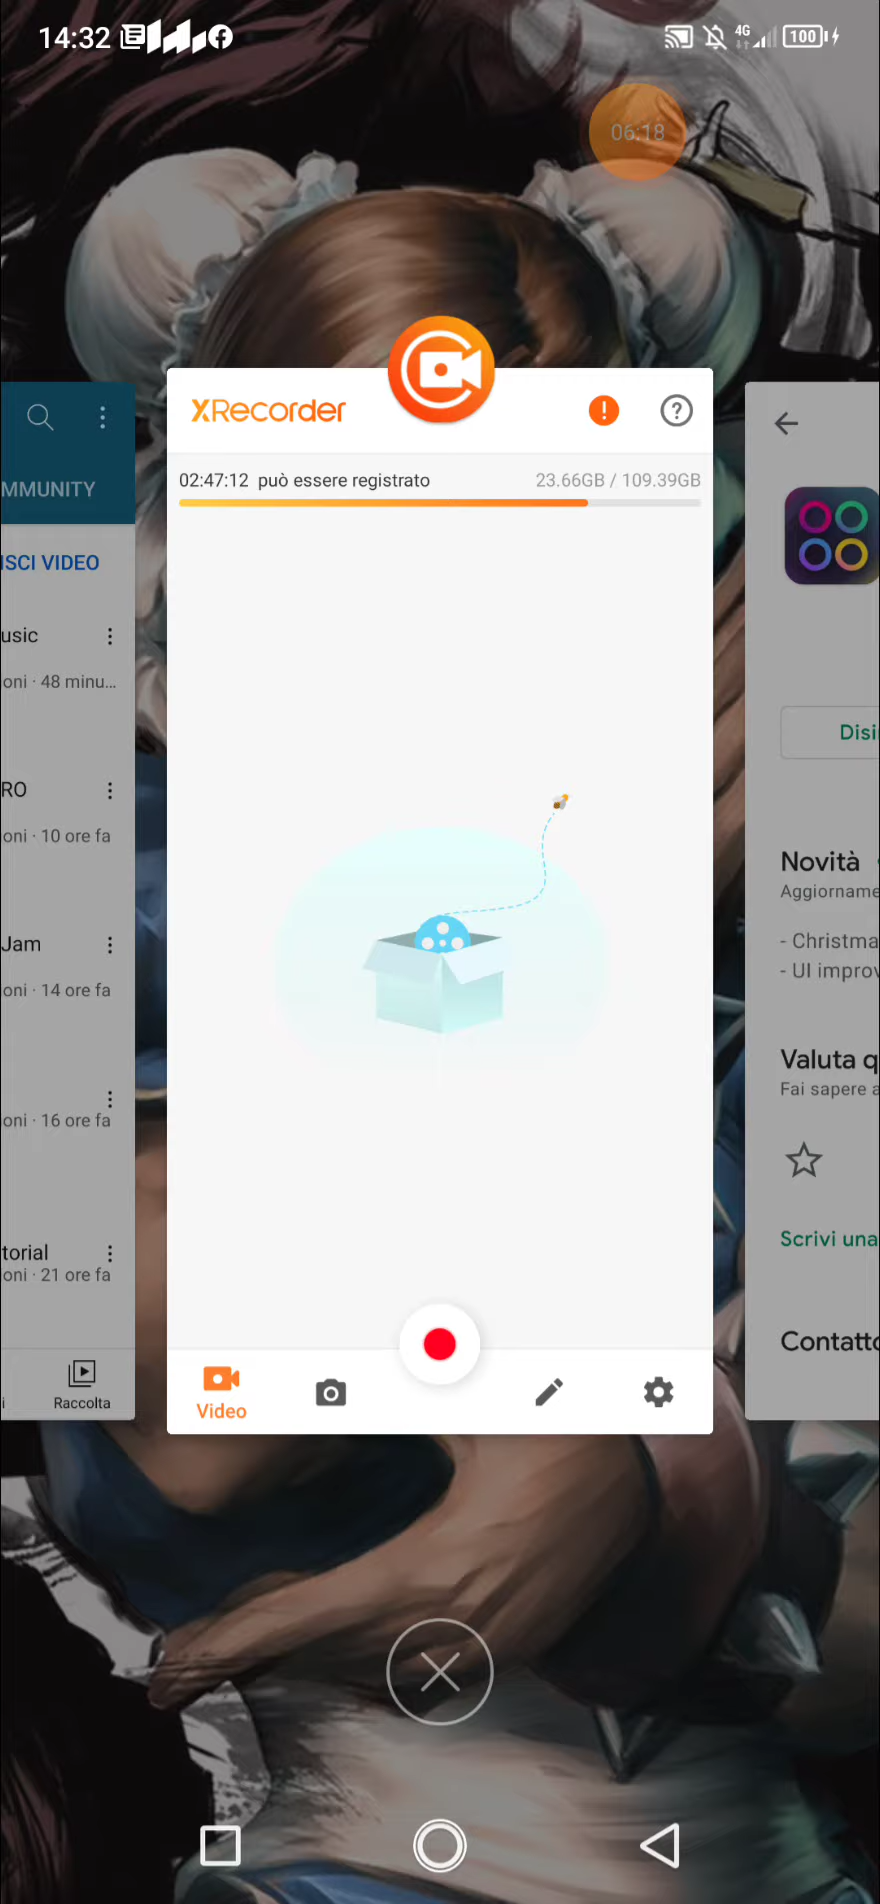 14:32
4G
100
06:18
XRecorder
02:47:12 può essere registrato
23.66GB / 109.39GB
MMUNITY
ISCI VIDEO
usic
oni · 48 minu...
RO
oni · 10 ore fa
Jam
oni · 14 ore fa
oni · 16 ore fa
torial
oni · 21 ore fa
i
Raccolta
Disi
Novità
Aggiorname
- Christma
- UI improv
Valuta q
Fai sapere a
Scrivi una
Contatto
Video